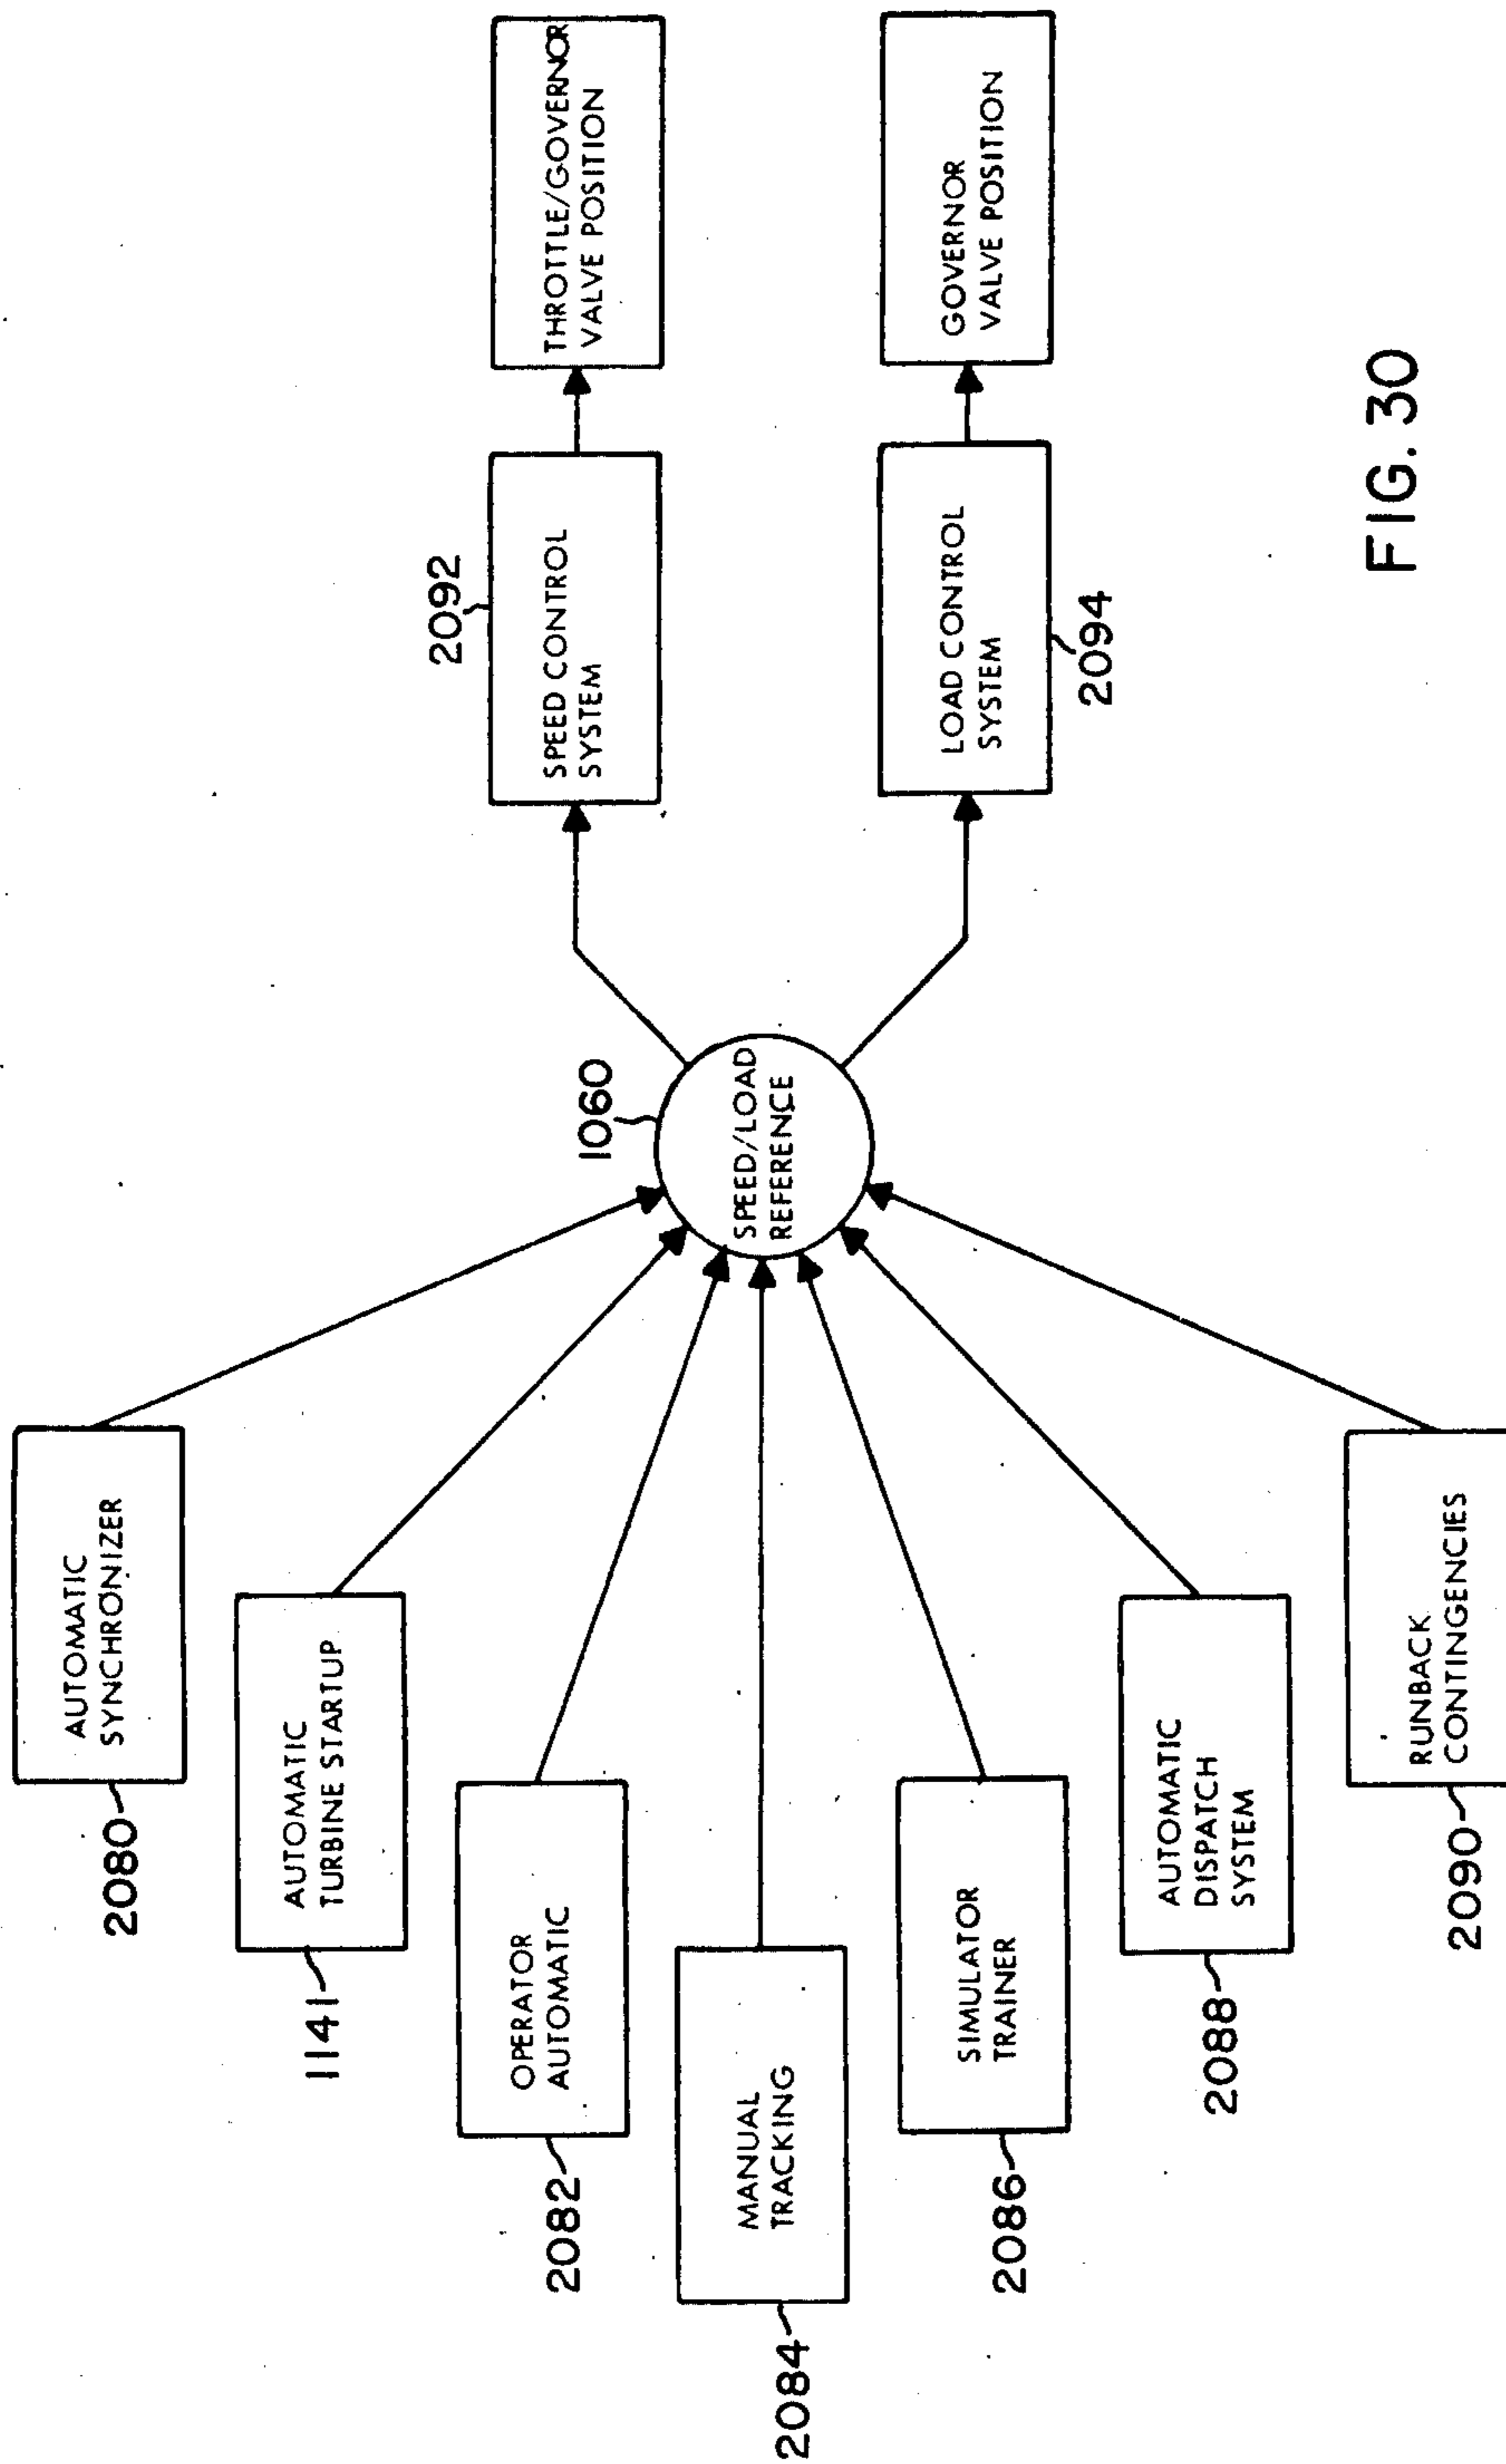 2080
AUTOMATIC
SYNCHRONIZER
1141
AUTOMATIC
TURBINE STARTUP
2082
OPERATOR
AUTOMATIC
2084
MANUAL
TRACKING
2086
SIMULATOR
TRAINER
2088
AUTOMATIC
DISPATCH
SYSTEM
2090
RUNBACK
CONTINGENCIES
1060
SPEED/LOAD
REFERENCE
2092
SPEED CONTROL
SYSTEM
THROTTLE/GOVERNOR
VALVE POSITION
LOAD CONTROL
SYSTEM
2094
GOVERNOR
VALVE POSITION
FIG. 30